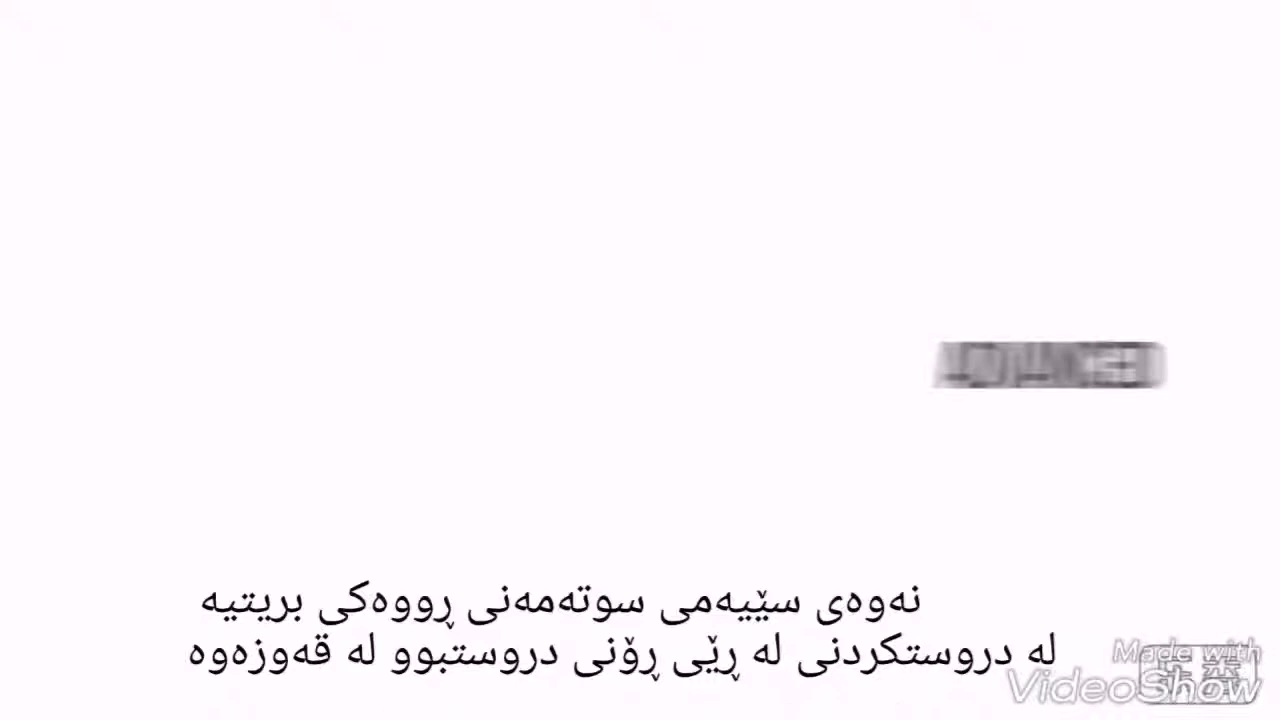 نەوەی سێیەمی سوتەمەنی ڕووەکی بریتیە
لە دروستکردنی لە ڕێی ڕۆنی دروستبوو لە قەوزەوە
Made with
VideoShow